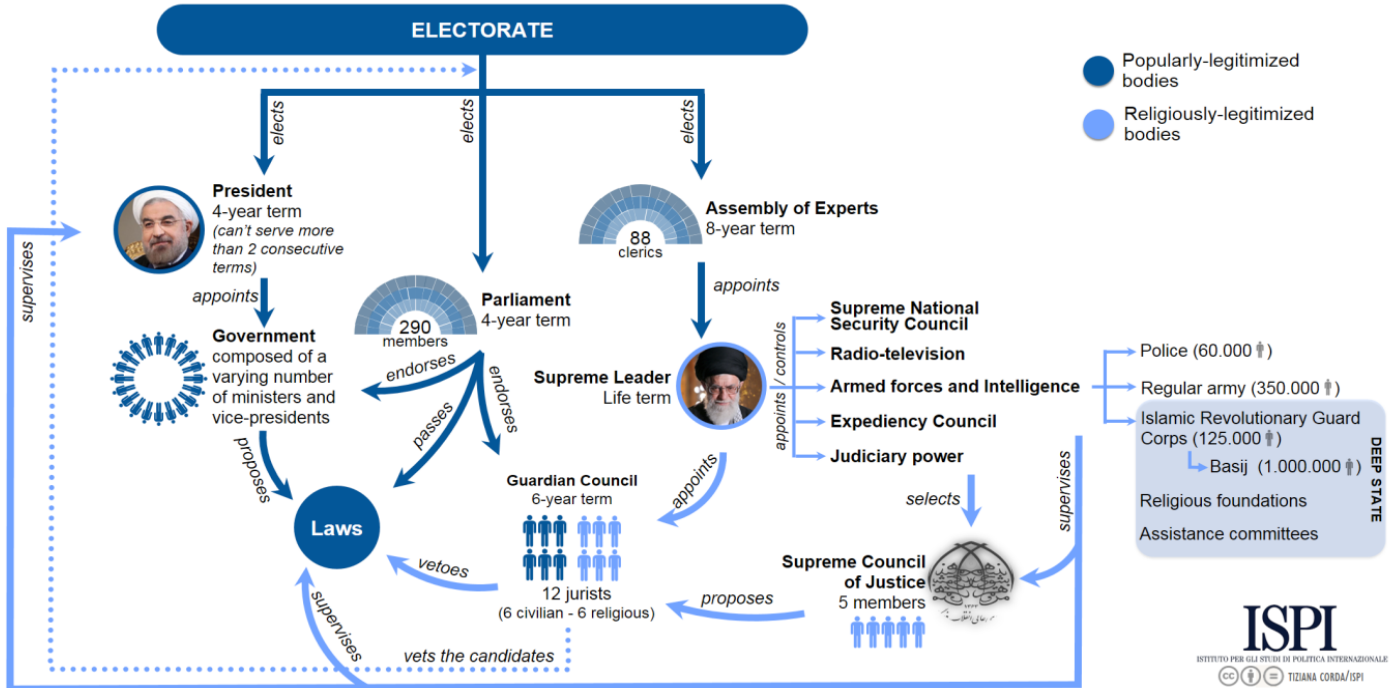 ELECTORATE
Popularly-legitimized
bodies
Religiously-legitimized
bodies
elects
elects
elects
President
4-year term
(can't serve more
than 2 consecutive
terms)
supervises
appoints
Government
composed of a
varying number
of ministers and
vice-presidents
290
members
Parliament
4-year term
88
clerics
Assembly of Experts
8-year term
appoints
Supreme Leader
Life term
appoints / controls
Supreme National
Security Council
Radio-television
Armed forces and Intelligence
Expediency Council
Judiciary power
Police (60.000)
Regular army (350.000)
Islamic Revolutionary Guard
Corps (125.000)
Basij (1.000.000)
Religious foundations
Assistance committees
DEEP STATE
endorses
passes
endorses
proposes
Laws
Guardian Council
6-year term
12 jurists
(6 civilian - 6 religious)
appoints
vetoes
supervises
vets the candidates
selects
supervises
Supreme Council
of Justice
5 members
proposes
ISPI
ISTITUTO PER GLI STUDI DI POLITICA INTERNAZIONALE
CC
TIZIANA CORDA/ISPI